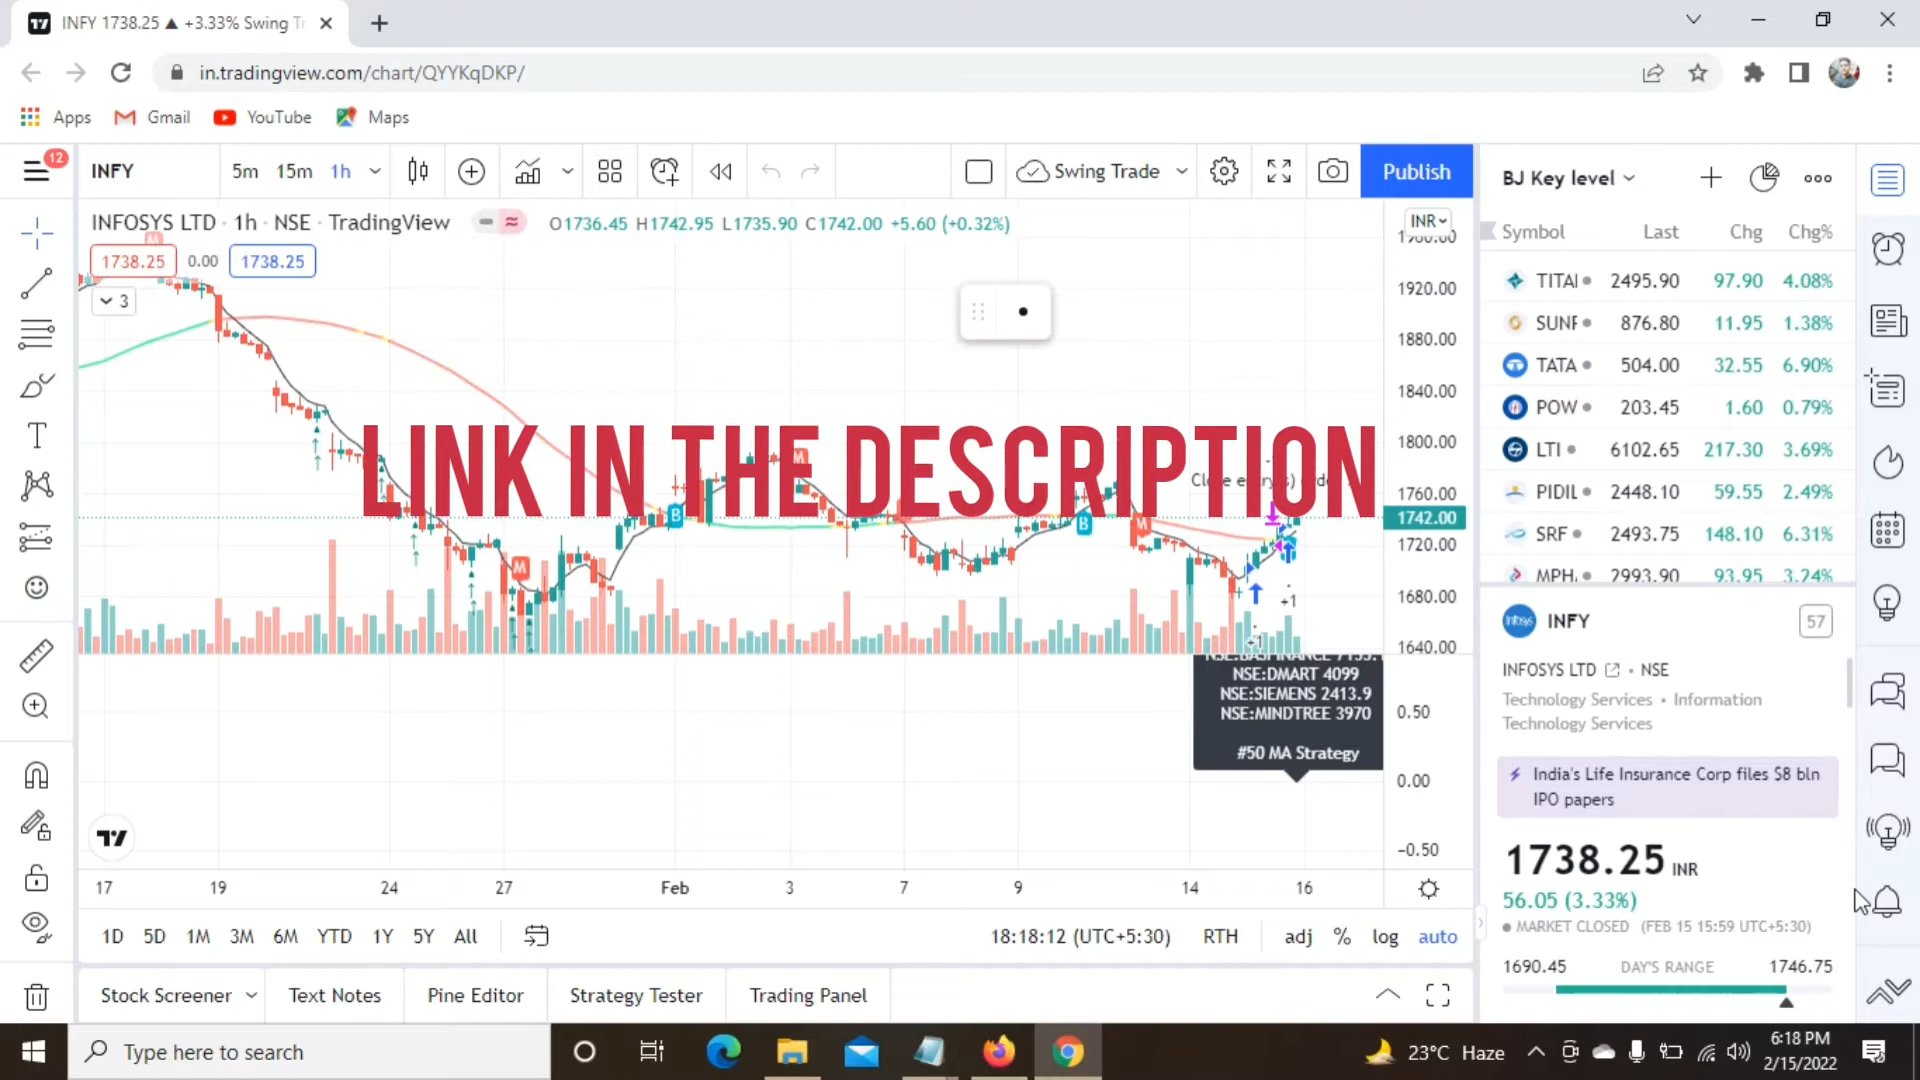 INFY 1738.25 ▲ +3.33% Swing Tr
in.tradingview.com/chart/QYYKqDKP/
Apps Gmail YouTube Maps
12
INFY 5m 15m 1h Swing Trade Publish
BJ Key level
INFOSYS LTD · 1h · NSE · TradingView
O1736.45 H1742.95 L1735.90 C1742.00 +5.60 (+0.32%)
INR
1738.25 0.00 1738.25
3
Symbol Last Chg Chg%
TITAI 2495.90 97.90 4.08%
SUNF 876.80 11.95 1.38%
TATA 504.00 32.55 6.90%
POW 203.45 1.60 0.79%
LTI 6102.65 217.30 3.69%
PIDIL 2448.10 59.55 2.49%
SRF 2493.75 148.10 6.31%
MPH. 2993.90 93.95 3.24%
1920.00
1880.00
1840.00
1800.00
1760.00
1742.00
1720.00
1680.00
1640.00
LINK IN THE DESCRIPTION
M
M
B
M
B
M
+1
+1
NSE:DMART 4099
NSE:SIEMENS 2413.9
NSE:MINDTREE 3970
#50 MA Strategy
0.50
0.00
−0.50
17 19 24 27 Feb 3 7 9 14 16
1D 5D 1M 3M 6M YTD 1Y 5Y All
18:18:12 (UTC+5:30) RTH adj % log auto
Stock Screener Text Notes Pine Editor Strategy Tester Trading Panel
Infosys INFY 57
INFOSYS LTD · NSE
Technology Services • Information
Technology Services
India's Life Insurance Corp files $8 bln
IPO papers
1738.25 INR
56.05 (3.33%)
MARKET CLOSED (FEB 15 15:59 UTC+5:30)
1690.45 DAY'S RANGE 1746.75
Type here to search
23°C Haze
6:18 PM
2/15/2022